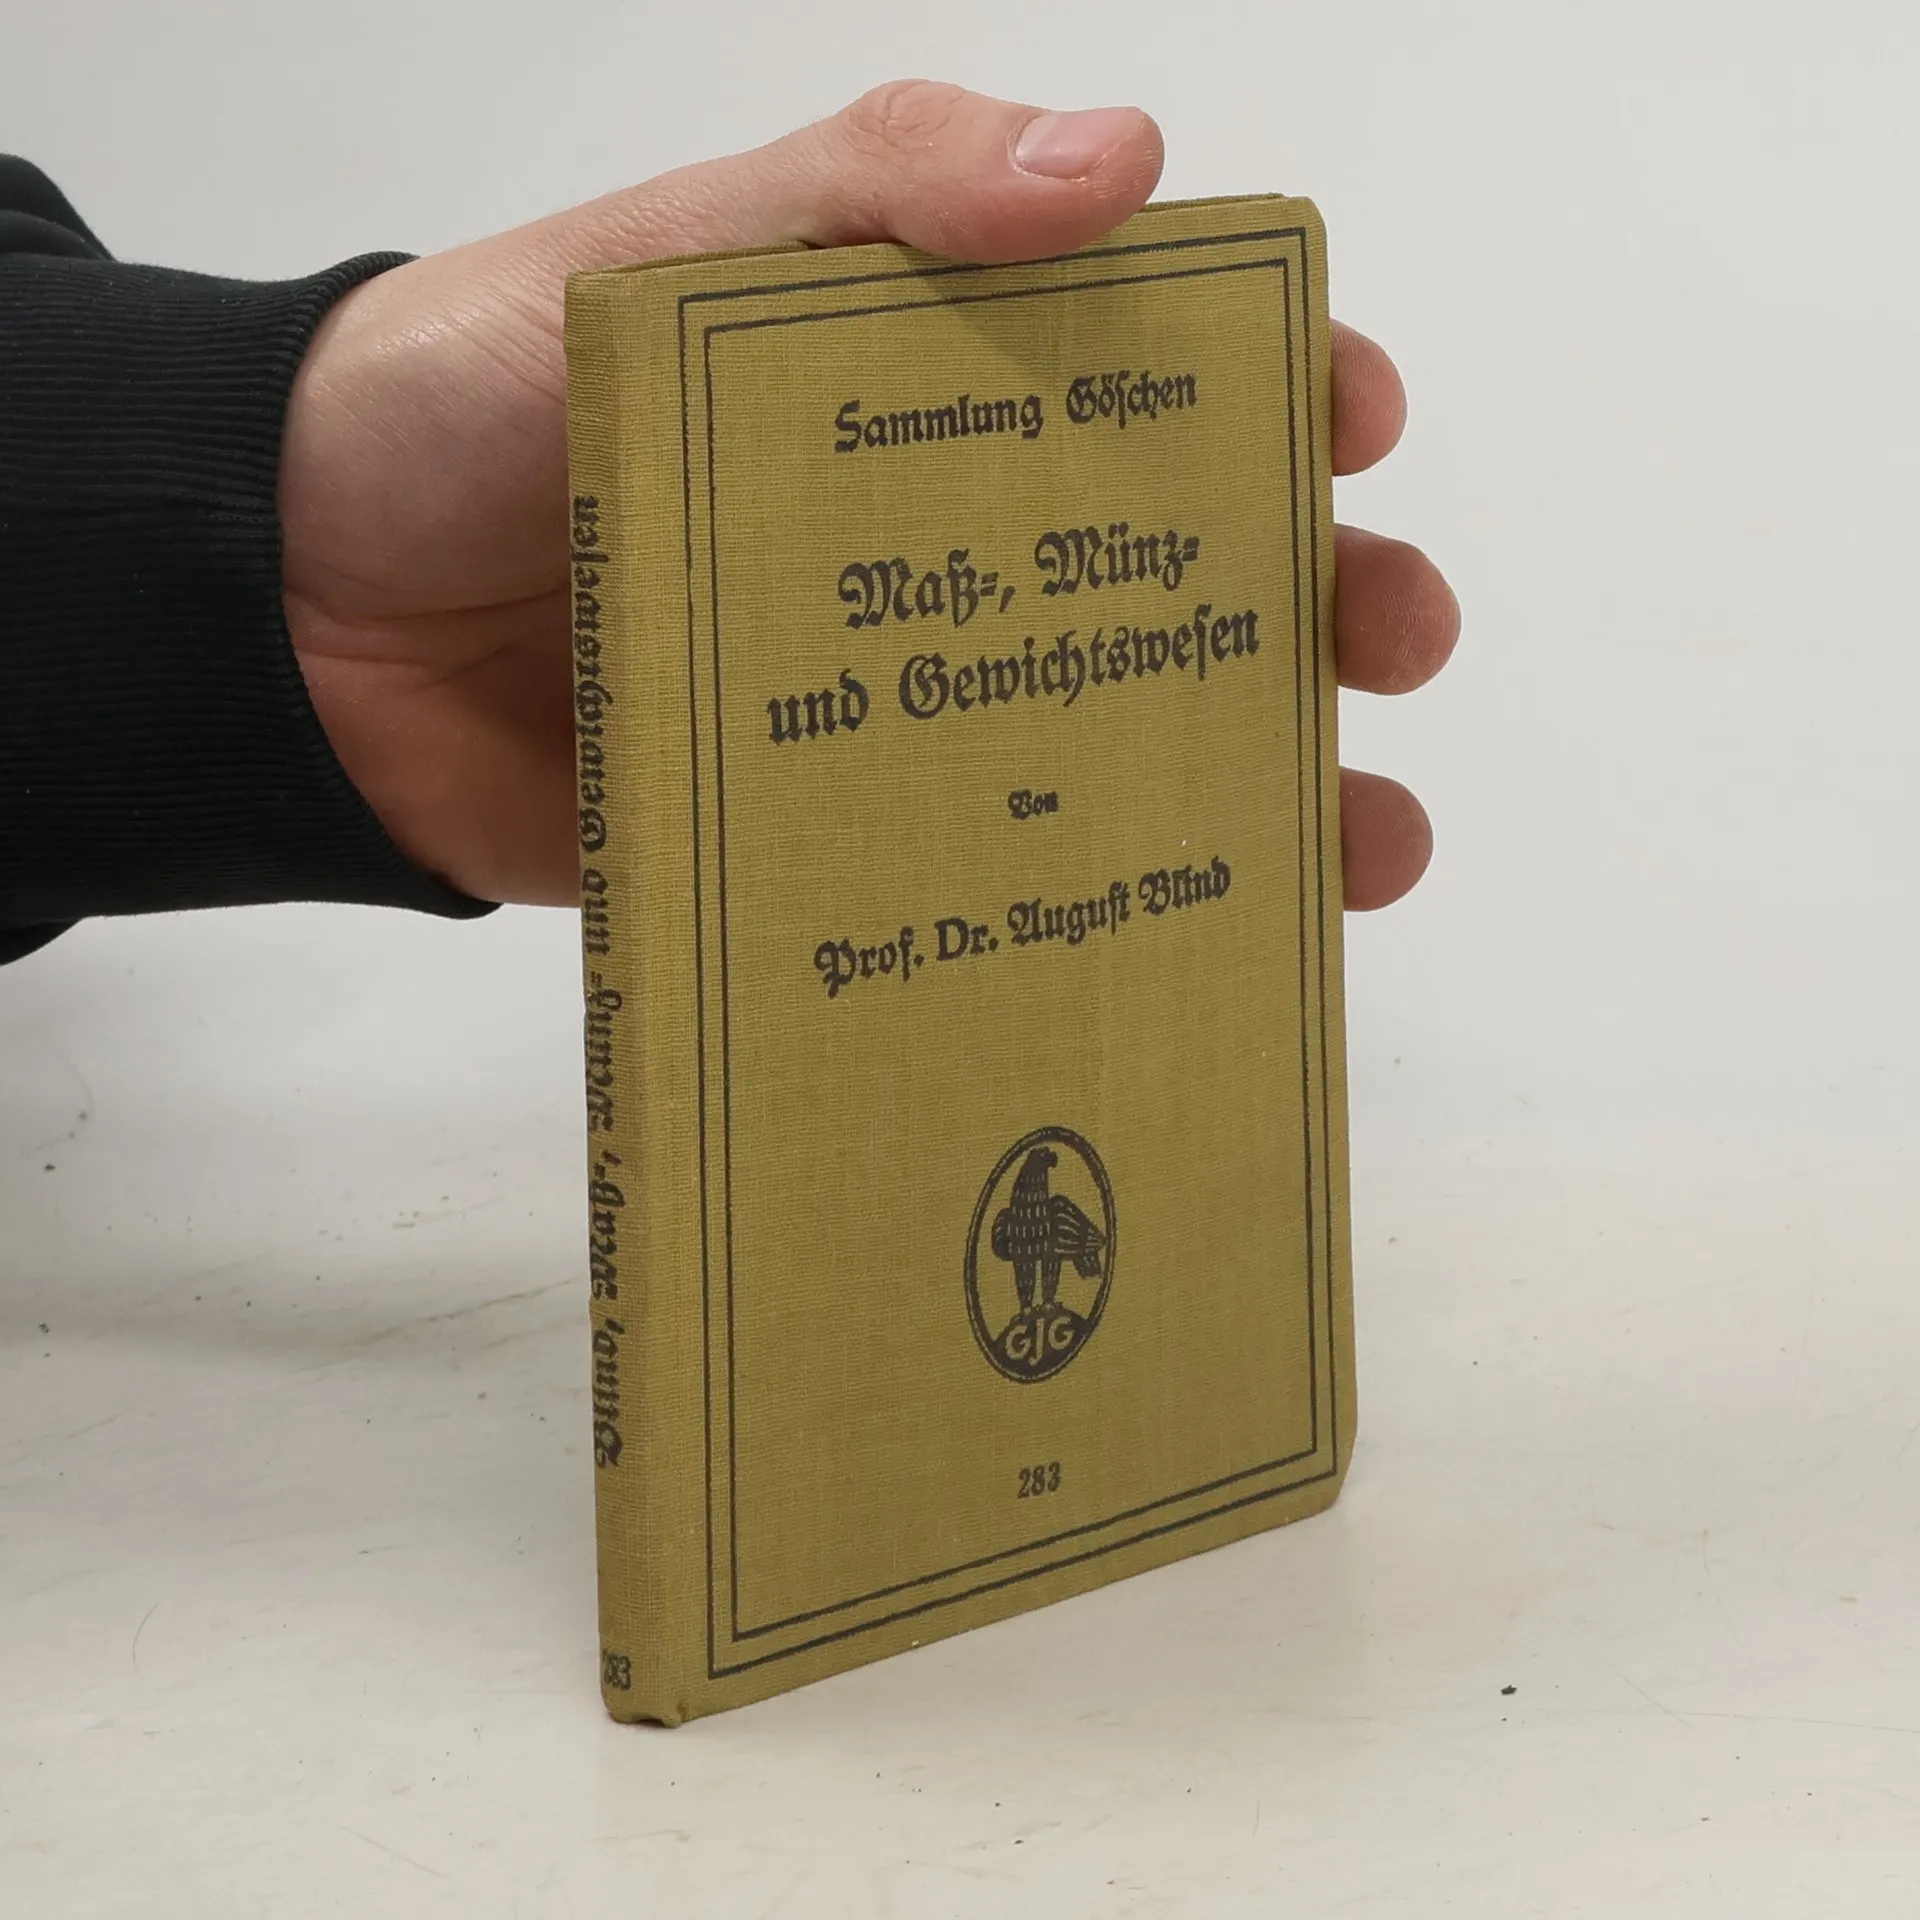 Sammlung Göschen
Maß-, Münz-
und Gewichtswesen
Von
Prof. Dr. August Blind
GJG
283
Blind, Maß-, Münz- und Gewichtswesen
283